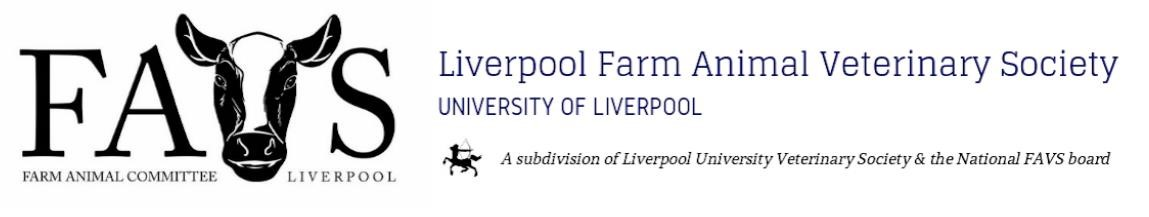 FAVS
FARM ANIMAL COMMITTEE LIVERPOOL
Liverpool Farm Animal Veterinary Society
UNIVERSITY OF LIVERPOOL
A subdivision of Liverpool University Veterinary Society & the National FAVS board